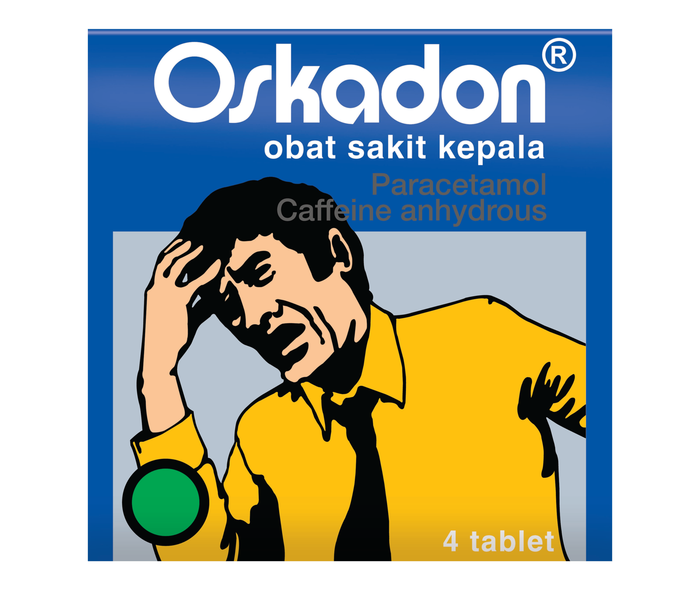 Oskadon®
obat sakit kepala
Paracetamol
Caffeine anhydrous
4 tablet